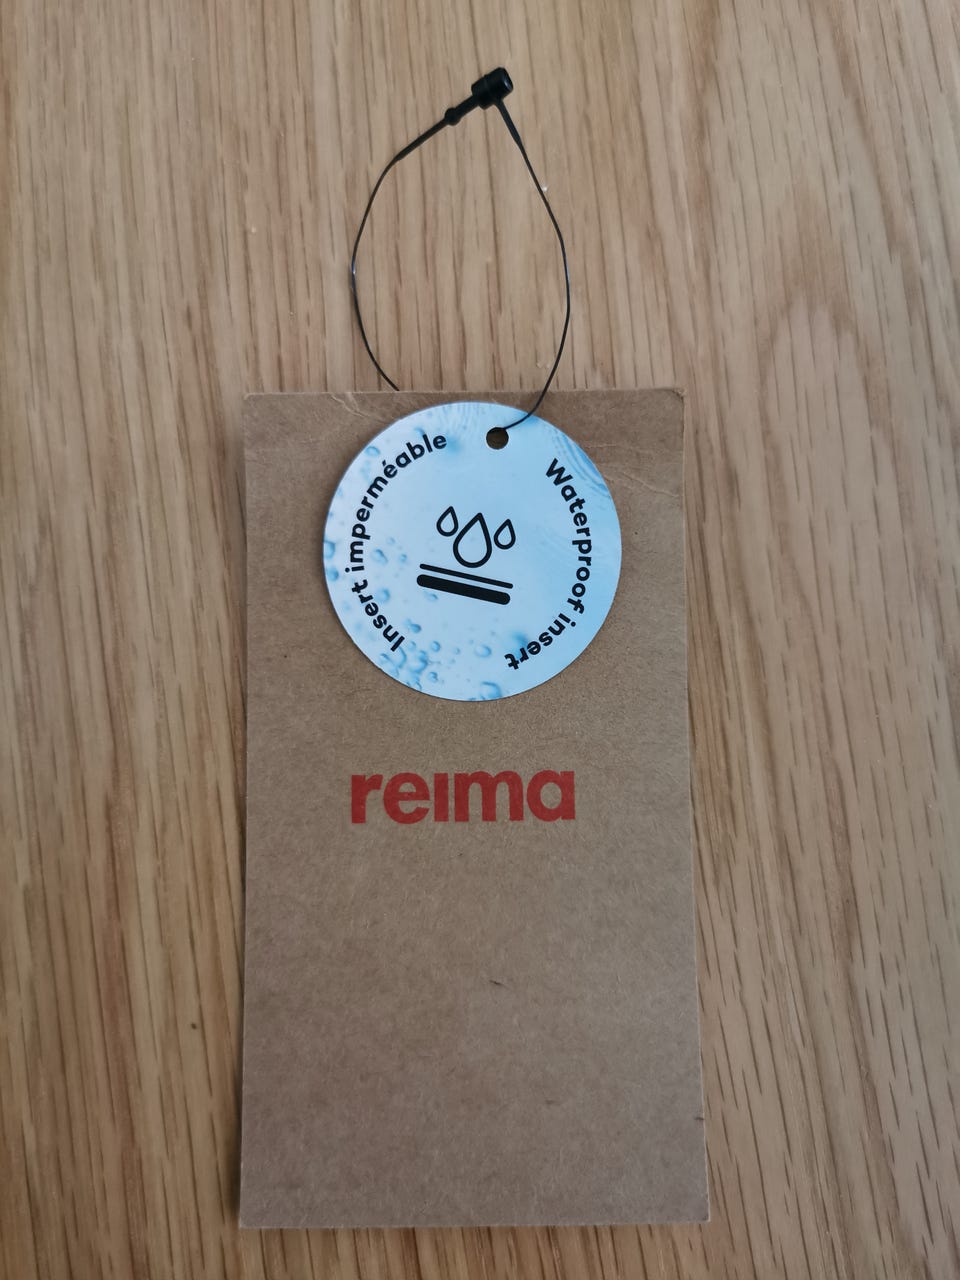 Insert imperméable
Waterproof insert
reima